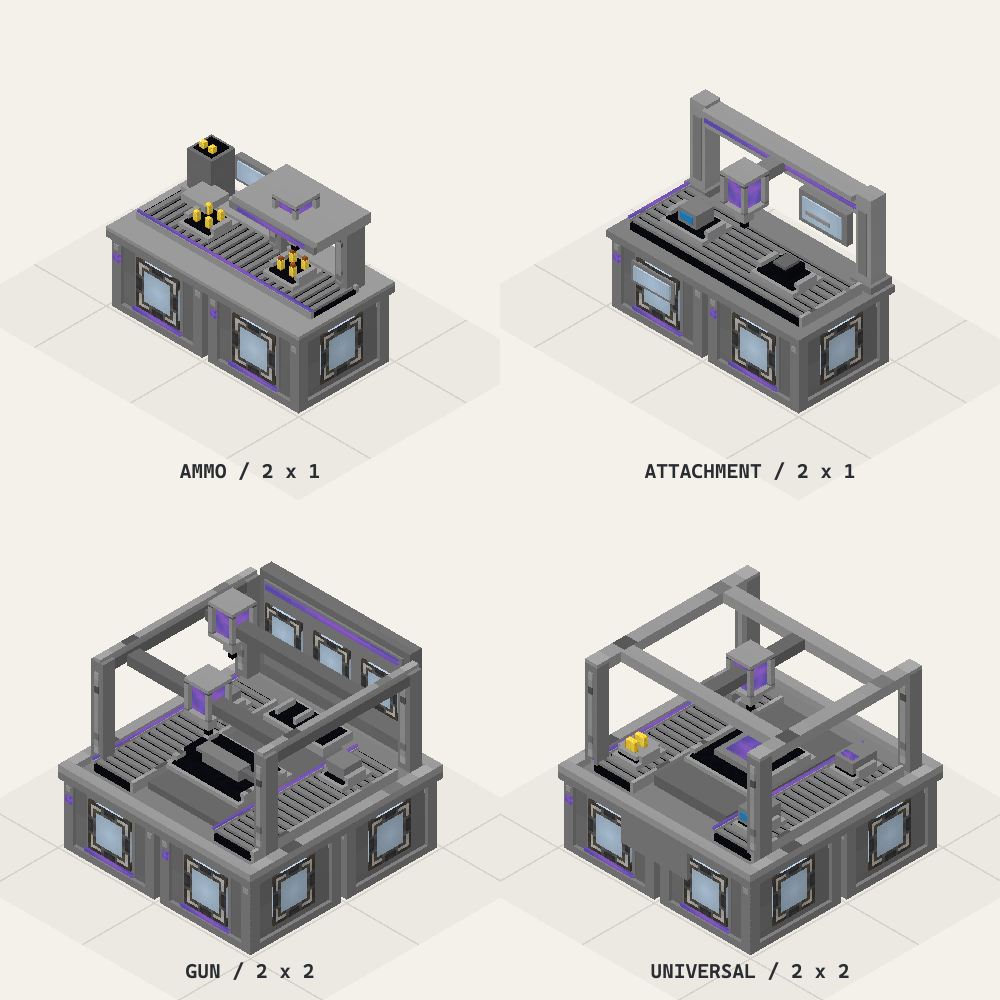 AMMO / 2 x 1
ATTACHMENT / 2 x 1
GUN / 2 x 2
UNIVERSAL / 2 x 2